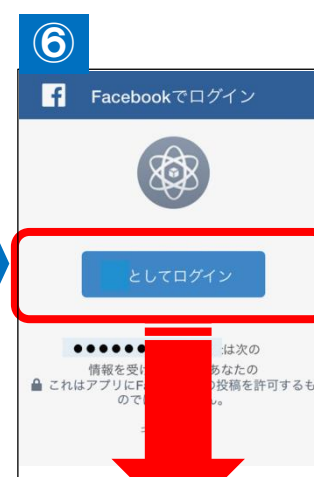 ⑥
f Facebookでログイン
としてログイン
●●●●●● は次の
情報を受 あなたの
これはアプリにF の投稿を許可するも
ので ん。